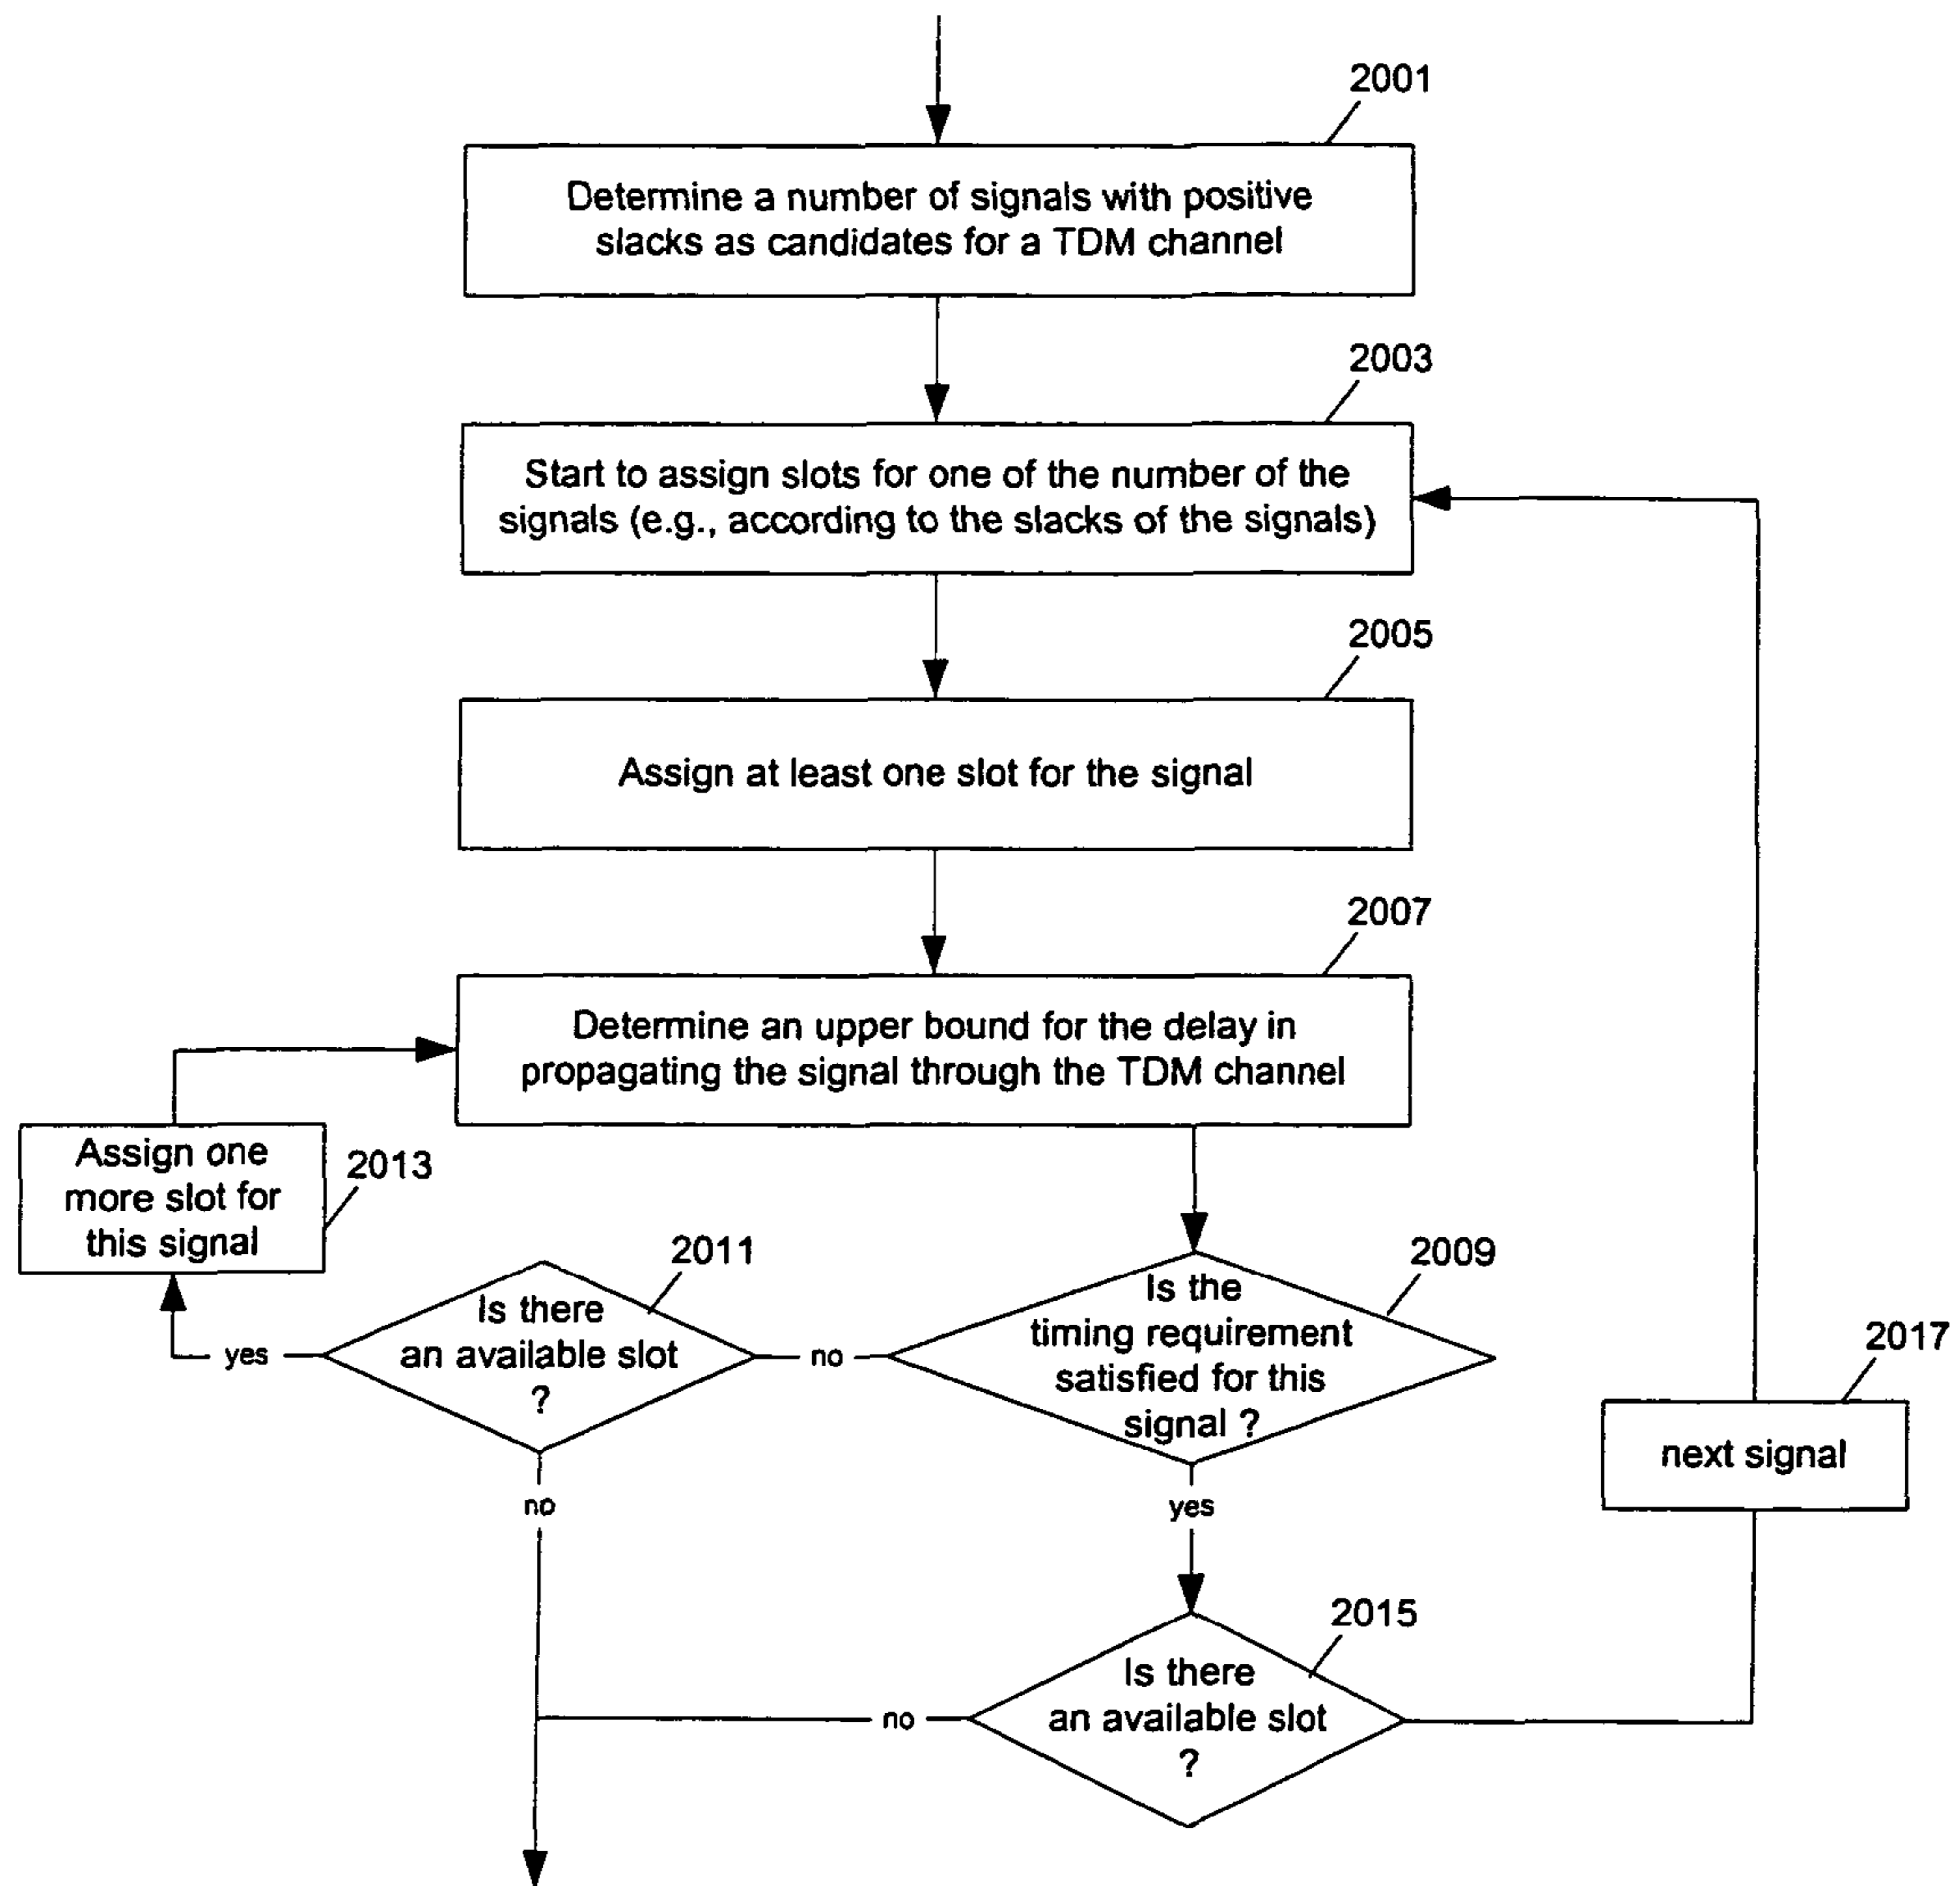 2001
Determine a number of signals with positive
slacks as candidates for a TDM channel
2003
Start to assign slots for one of the number of the
signals (e.g., according to the slacks of the signals)
2005
Assign at least one slot for the signal
2007
Determine an upper bound for the delay in
propagating the signal through the TDM channel
Assign one
more slot for
this signal
2013
2011
Is there
an available slot
?
yes
no
no
2009
Is the
timing requirement
satisfied for this
signal ?
yes
2017
next signal
2015
Is there
an available slot
?
no